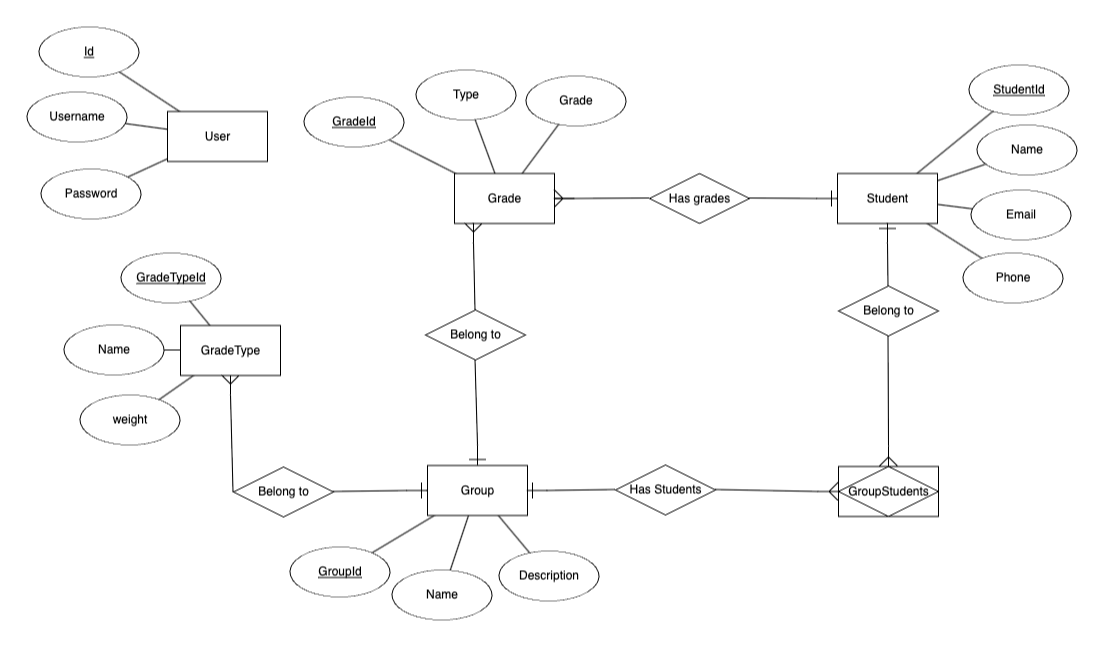 Id
Username
User
Password
Type
Grade
GradeId
Grade
Has grades
Student
StudentId
Name
Email
Phone
GradeTypeId
Name
GradeType
weight
Belong to
Belong to
Belong to
Group
Has Students
GroupStudents
GroupId
Name
Description